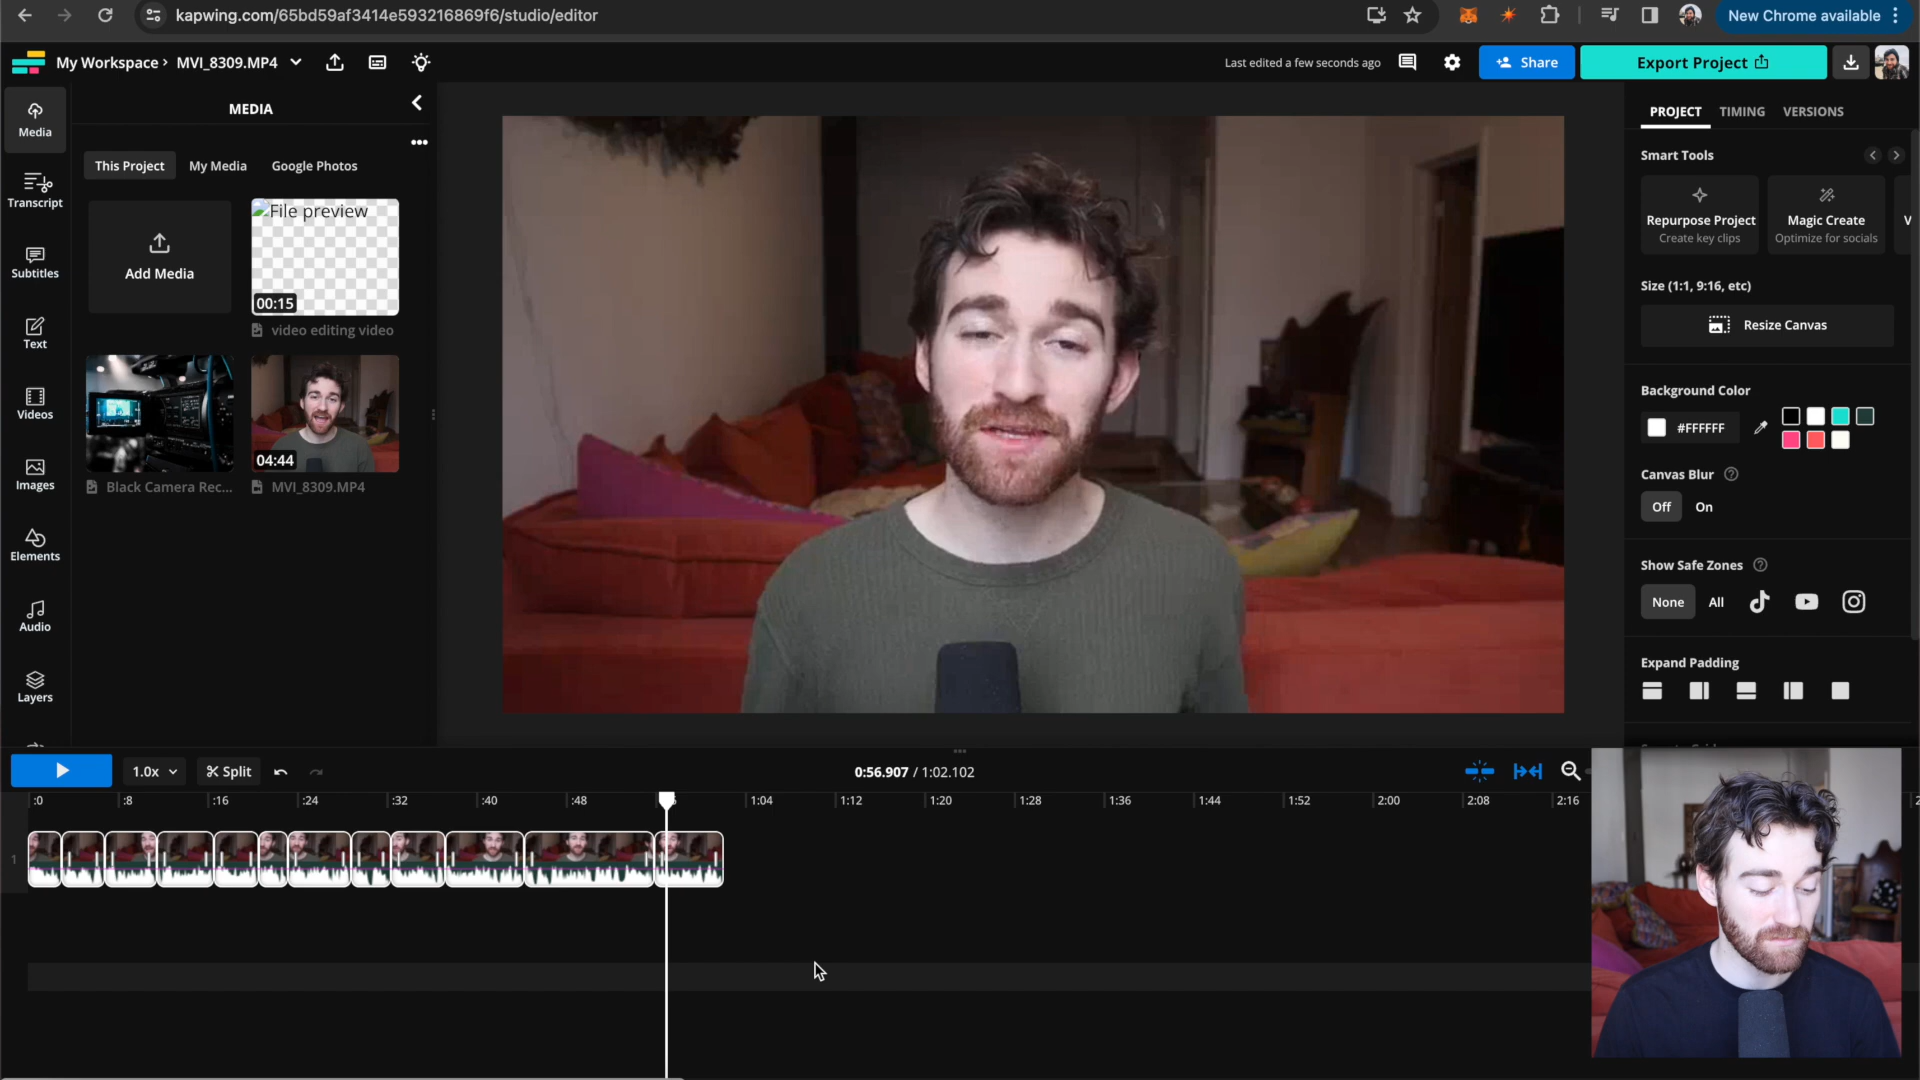 kapwing.com/65bd59af3414e593216869f6/studio/editor
New Chrome available
My Workspace › MVI_8309.MP4
Last edited a few seconds ago
Share
Export Project
Media
Transcript
Subtitles
Text
Videos
Images
Elements
Audio
Layers
MEDIA
This Project
My Media
Google Photos
Add Media
File preview
00:15
video editing video
04:44
Black Camera Rec...
MVI_8309.MP4
PROJECT
TIMING
VERSIONS
Smart Tools
Repurpose Project
Create key clips
Magic Create
Optimize for socials
V
Size (1:1, 9:16, etc)
Resize Canvas
Background Color
#FFFFFF
Canvas Blur
Off
On
Show Safe Zones
None
All
Expand Padding
1.0x
Split
0:56.907 / 1:02.102
:0 :8 :16 :24 :32 :40 :48 1:04 1:12 1:20 1:28 1:36 1:44 1:52 2:00 2:08 2:16
1